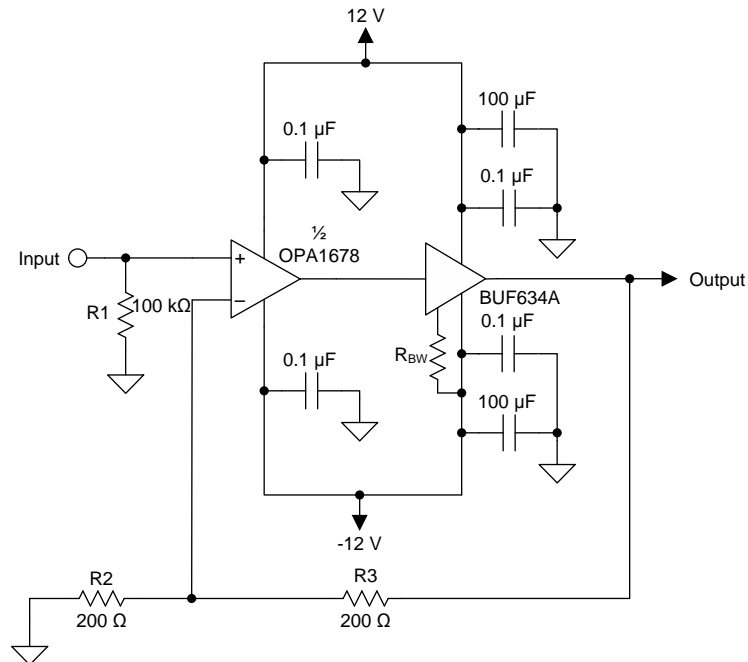 12 V
100 µF
0.1 µF
0.1 µF
½
OPA1678
Input
Output
BUF634A
R1
100 kΩ
0.1 µF
RBW
0.1 µF
100 µF
-12 V
R2
R3
200 Ω
200 Ω